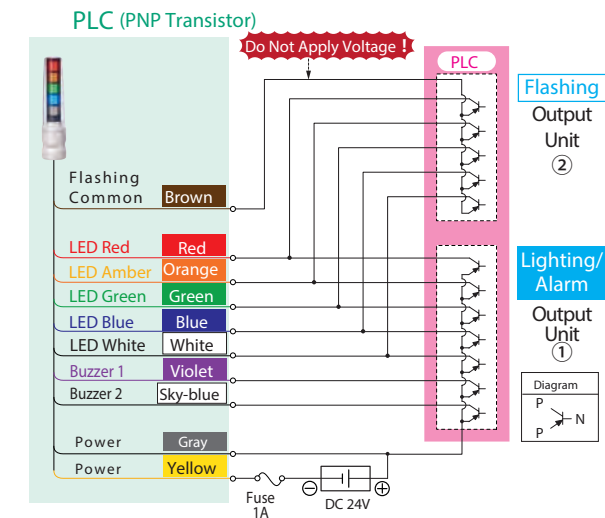 PLC (PNP Transistor)
Do Not Apply Voltage !
PLC
Flashing
Output
Unit
②
Flashing
Common Brown
LED Red Red
LED Amber Orange
LED Green Green
LED Blue Blue
LED White White
Buzzer 1 Violet
Buzzer 2 Sky-blue
Lighting/
Alarm
Output
Unit
①
Diagram
P
N
P
Power Gray
Power Yellow
Fuse
1A
⊖ ⊕
DC 24V